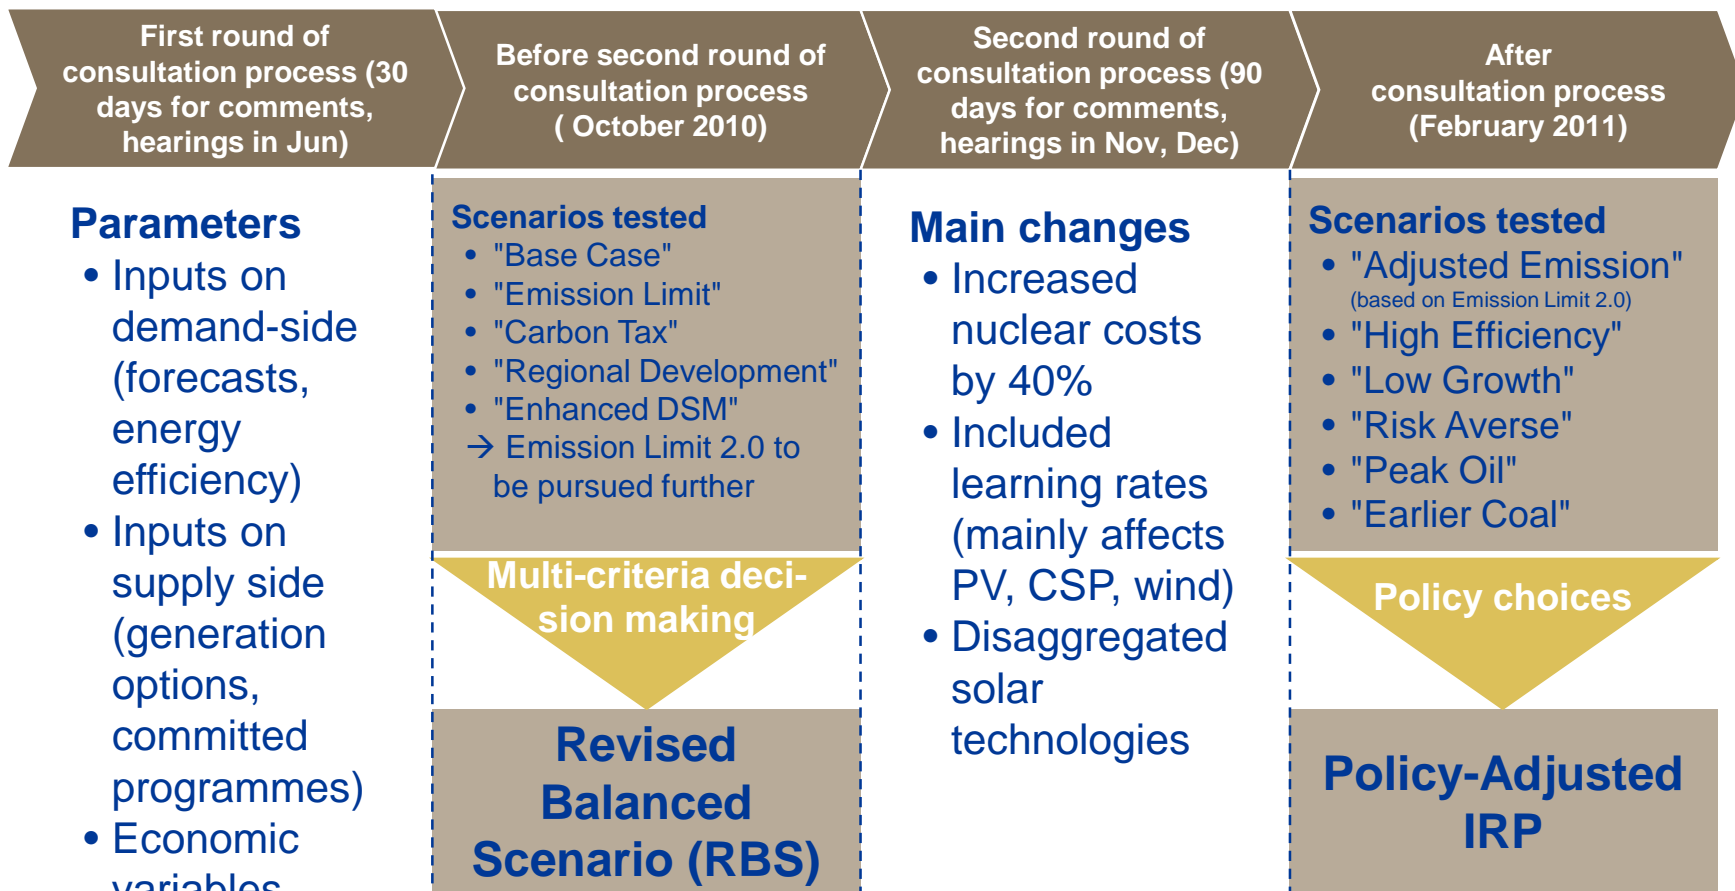 First round of
consultation process (30
days for comments,
hearings in Jun)
Before second round of
consultation process
( October 2010)
Second round of
consultation process (90
days for comments,
hearings in Nov, Dec)
After
consultation process
(February 2011)
Parameters
• Inputs on
demand-side
(forecasts,
energy
efficiency)
• Inputs on
supply side
(generation
options,
committed
programmes)
• Economic
variables
Scenarios tested
• "Base Case"
• "Emission Limit"
• "Carbon Tax"
• "Regional Development"
• "Enhanced DSM"
→ Emission Limit 2.0 to
be pursued further
Multi-criteria deci-
sion making
Revised
Balanced
Scenario (RBS)
Main changes
• Increased
nuclear costs
by 40%
• Included
learning rates
(mainly affects
PV, CSP, wind)
• Disaggregated
solar
technologies
Scenarios tested
• "Adjusted Emission"
(based on Emission Limit 2.0)
• "High Efficiency"
• "Low Growth"
• "Risk Averse"
• "Peak Oil"
• "Earlier Coal"
Policy choices
Policy-Adjusted
IRP